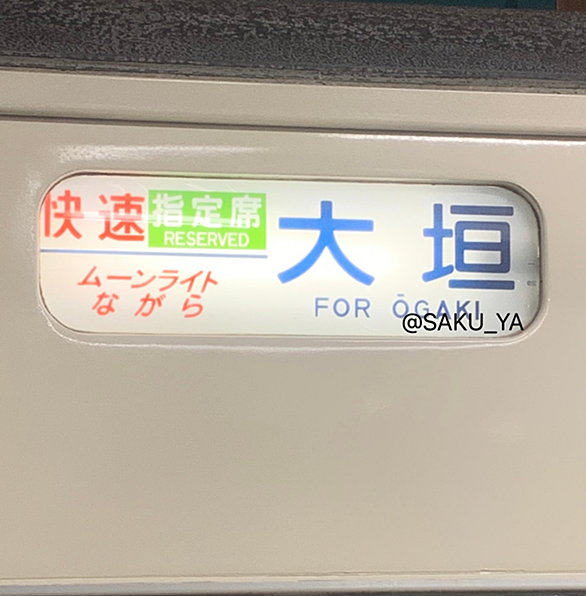 快速 指定席 大垣
RESERVED
ムーンライト
ながら
FOR ŌGAKI
@SAKU_YA